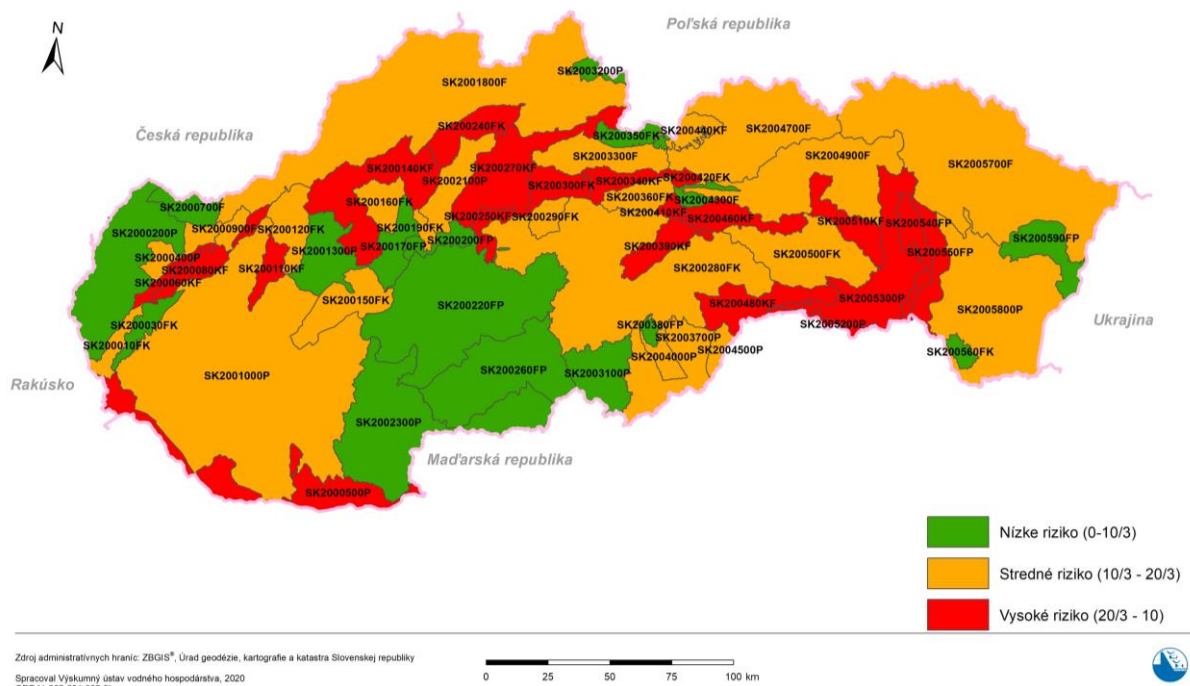 N
Poľská republika
Česká republika
Ukrajina
Rakúsko
Maďarská republika
SK2001800F
SK2003200P
SK200240FK
SK200350FK
SK200440KF
SK2004700F
SK2003300F
SK2004900F
SK2005700F
SK200140KF
SK200270KF
SK2002100P
SK200300FK
SK200340KF
SK200420FK
SK200360FK
SK2004300F
SK200160FK
SK2000700F
SK2000900F
SK200120FK
SK200190FK
SK200250KF
SK200290FK
SK200410KF
SK200460KF
SK200510KF
SK200540FP
SK2000200P
SK2001300P
SK200170FP
SK200200FP
SK200390KF
SK200590FP
SK2000400P
SK200080KF
SK200110KF
SK200060KF
SK200280FK
SK200500FK
SK200550FP
SK200150FK
SK200220FP
SK200480KF
SK2005300P
SK2005800P
SK200030FK
SK200380FP
SK2005200P
SK200010FK
SK2003700P
SK2004000P
SK2004500P
SK200560FK
SK2001000P
SK200260FP
SK2003100P
SK2002300P
SK2000500P
Nízke riziko (0-10/3)
Stredné riziko (10/3 - 20/3)
Vysoké riziko (20/3 - 10)
Zdroj administratívnych hraníc: ZBGIS®, Úrad geodézie, kartografie a katastra Slovenskej republiky
Spracoval Výskumný ústav vodného hospodárstva, 2020
0 25 50 75 100 km